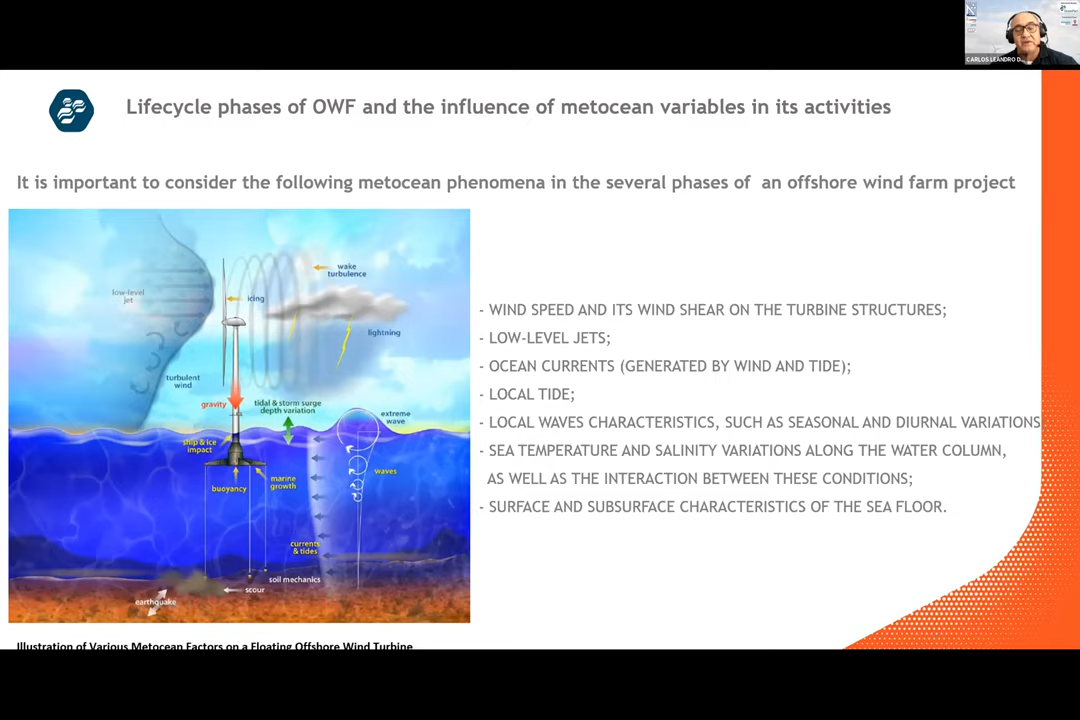 CARLOS LEANDRO D...
Lifecycle phases of OWF and the influence of metocean variables in its activities
It is important to consider the following metocean phenomena in the several phases of an offshore wind farm project
wake
turbulence
low-level
jet
icing
lightning
turbulent
wind
gravity
tidal & storm surge
depth variation
extreme
wave
ship & ice
impact
buoyancy
marine
growth
waves
currents
& tides
soil mechanics
scour
earthquake
- WIND SPEED AND ITS WIND SHEAR ON THE TURBINE STRUCTURES;
- LOW-LEVEL JETS;
- OCEAN CURRENTS (GENERATED BY WIND AND TIDE);
- LOCAL TIDE;
- LOCAL WAVES CHARACTERISTICS, SUCH AS SEASONAL AND DIURNAL VARIATIONS
- SEA TEMPERATURE AND SALINITY VARIATIONS ALONG THE WATER COLUMN,
AS WELL AS THE INTERACTION BETWEEN THESE CONDITIONS;
- SURFACE AND SUBSURFACE CHARACTERISTICS OF THE SEA FLOOR.
Illustration of Various Metocean Factors on a Floating Offshore Wind Turbine